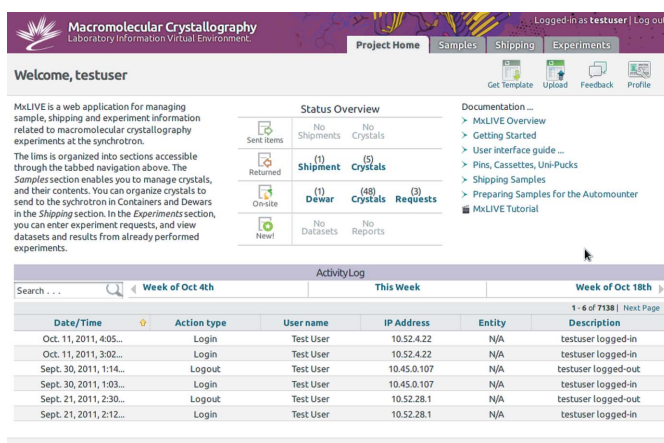 Macromolecular Crystallography
Laboratory Information Virtual Environment.
Logged-in as testuser | Log out
Project Home
Samples
Shipping
Experiments
Welcome, testuser
Get Template
Upload
Feedback
Profile
MxLIVE is a web application for managing
sample, shipping and experiment information
related to macromolecular crystallography
experiments at the synchrotron.
The lims is organized into sections accessible
through the tabbed navigation above. The
Samples section enables you to manage crystals,
and their contents. You can organize crystals to
send to the sychrotron in Containers and Dewars
in the Shipping section. In the Experiments section,
you can enter experiment requests, and view
datasets and results from already performed
experiments.
Status Overview
Sent items
No Shipments
No Crystals
Returned
(1) Shipment
(5) Crystals
On-site
(1) Dewar
(48) Crystals
(3) Requests
New!
No Datasets
No Reports
Documentation ...
MxLIVE Overview
Getting Started
User interface guide ...
Pins, Cassettes, Uni-Pucks
Shipping Samples
Preparing Samples for the Automounter
MxLIVE Tutorial
ActivityLog
Search . . .
Week of Oct 4th
This Week
Week of Oct 18th
1 - 6 of 7138 | Next Page
Date/Time Action type User name IP Address Entity Description
Oct. 11, 2011, 4:05... Login Test User 10.52.4.22 N/A testuser logged-in
Oct. 11, 2011, 3:02... Login Test User 10.52.4.22 N/A testuser logged-in
Sept. 30, 2011, 1:14... Logout Test User 10.45.0.107 N/A testuser logged-out
Sept. 30, 2011, 1:03... Login Test User 10.45.0.107 N/A testuser logged-in
Sept. 21, 2011, 2:30... Logout Test User 10.52.28.1 N/A testuser logged-out
Sept. 21, 2011, 2:12... Login Test User 10.52.28.1 N/A testuser logged-in